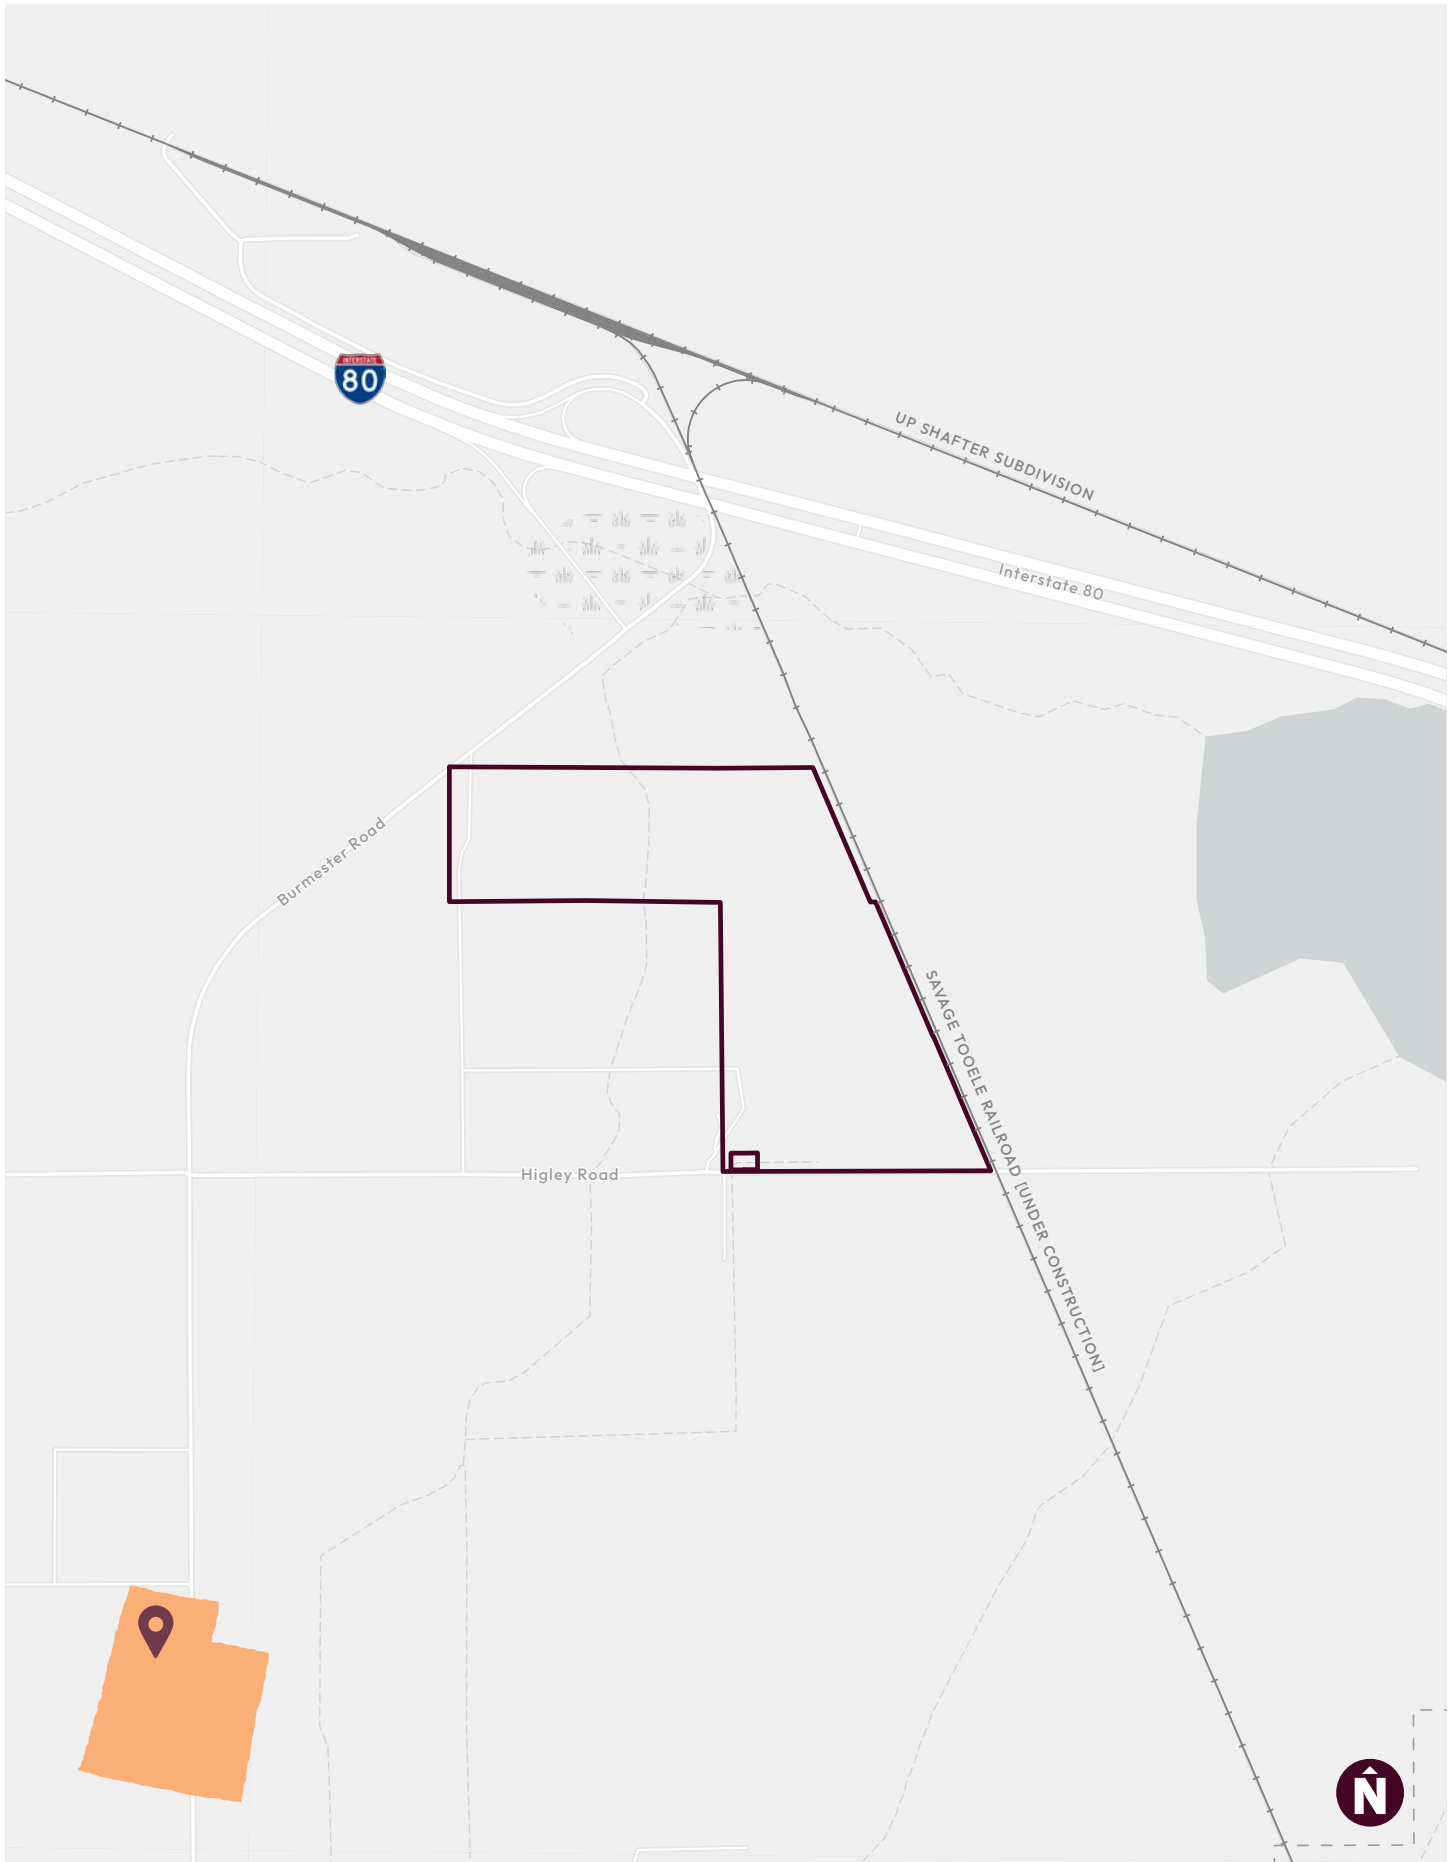 INTERSTATE
80
UP SHAFTER SUBDIVISION
Interstate 80
Burmester Road
SAVAGE TOOELE RAILROAD [UNDER CONSTRUCTION]
Higley Road
N